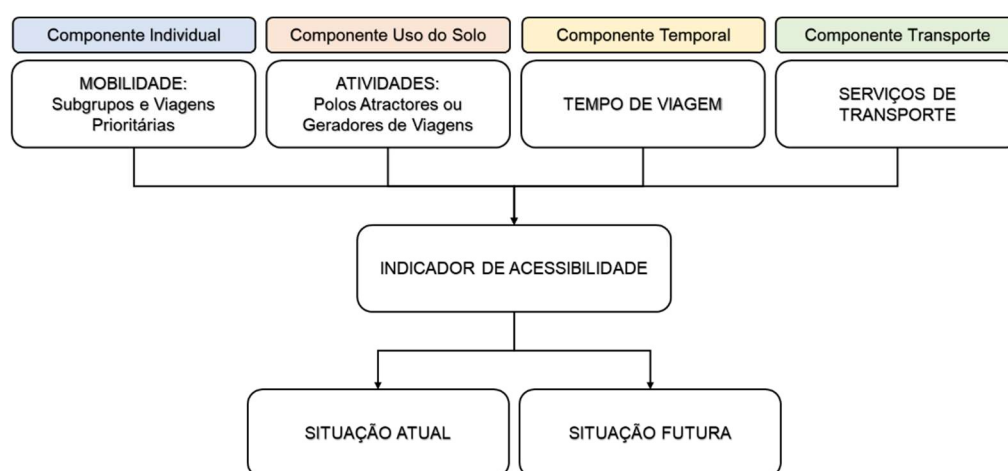 Componente Individual
Componente Uso do Solo
Componente Temporal
Componente Transporte
MOBILIDADE:
Subgrupos e Viagens
Prioritárias
ATIVIDADES:
Polos Atractores ou
Geradores de Viagens
TEMPO DE VIAGEM
SERVIÇOS DE
TRANSPORTE
INDICADOR DE ACESSIBILIDADE
SITUAÇÃO ATUAL
SITUAÇÃO FUTURA